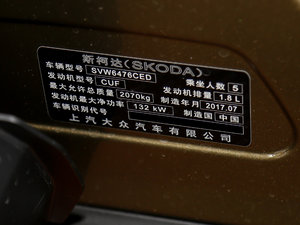 斯柯达(SKODA)
车辆型号 SVW6476CED 乘坐人数 5
发动机型号 CUF 发动机排量 1.8 L
最大允许总质量 2070kg 制造年月 2017.07
发动机最大净功率 132 kW 制造国 中国
车辆识别代号
上汽大众汽车有限公司